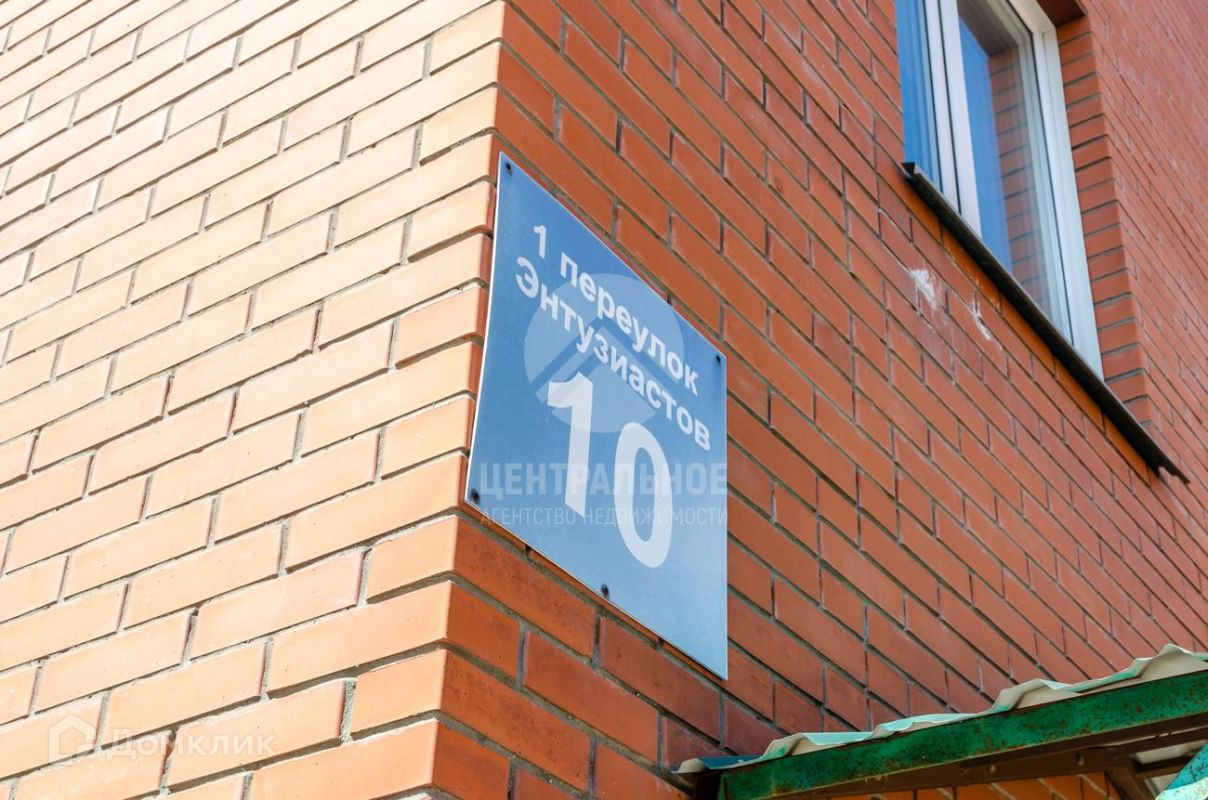 1 переулок
Энтузиастов
10
ЦЕНТРАЛЬНОЕ
АГЕНТСТВО НЕДВИЖИМОСТИ
Домклик